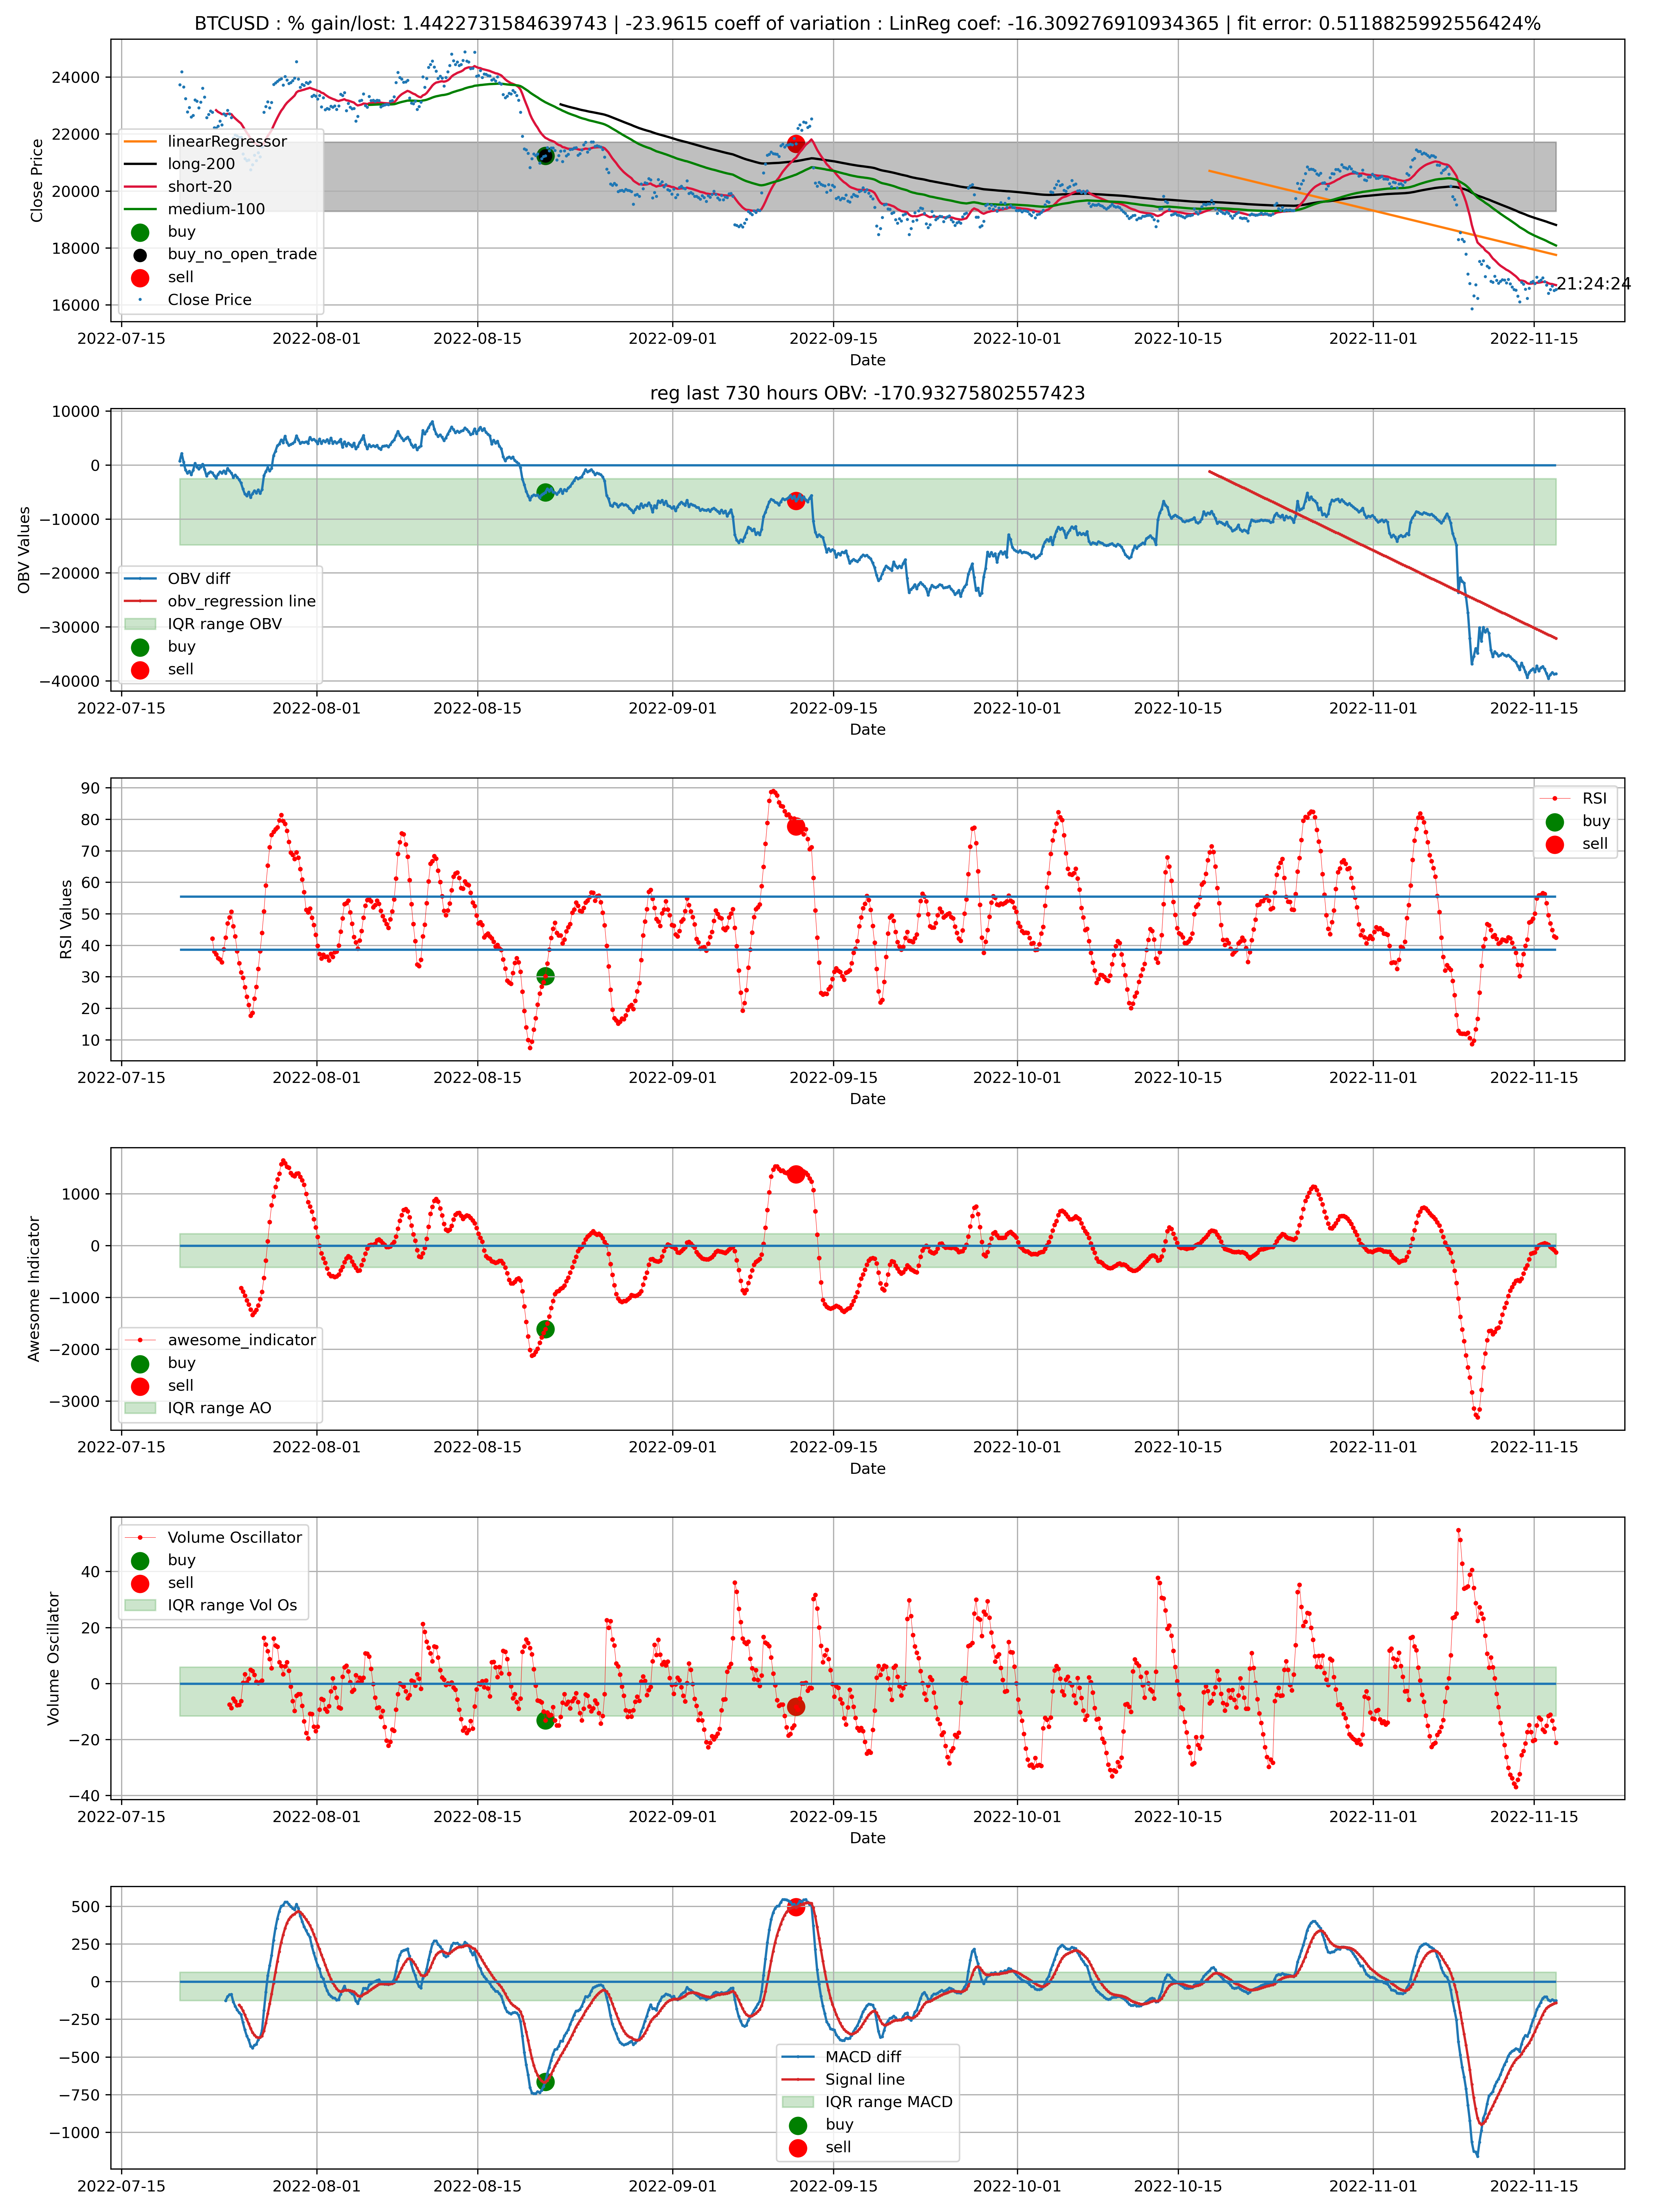 BTCUSD : % gain/lost: 1.4422731584639743 | -23.9615 coeff of variation : LinReg coef: -16.309276910934365 | fit error: 0.5118825992556424%
Close Price
24000
22000
20000
18000
16000
linearRegressor
long-200
short-20
medium-100
buy
buy_no_open_trade
sell
Close Price
21:24:24
2022-07-15 2022-08-01 2022-08-15 2022-09-01 2022-09-15 2022-10-01 2022-10-15 2022-11-01 2022-11-15
Date
reg last 730 hours OBV: -170.93275802557423
OBV Values
10000
0
−10000
−20000
−30000
−40000
OBV diff
obv_regression line
IQR range OBV
buy
sell
2022-07-15 2022-08-01 2022-08-15 2022-09-01 2022-09-15 2022-10-01 2022-10-15 2022-11-01 2022-11-15
Date
RSI Values
90
80
70
60
50
40
30
20
10
RSI
buy
sell
2022-07-15 2022-08-01 2022-08-15 2022-09-01 2022-09-15 2022-10-01 2022-10-15 2022-11-01 2022-11-15
Date
Awesome Indicator
1000
0
−1000
−2000
−3000
awesome_indicator
buy
sell
IQR range AO
2022-07-15 2022-08-01 2022-08-15 2022-09-01 2022-09-15 2022-10-01 2022-10-15 2022-11-01 2022-11-15
Date
Volume Oscillator
40
20
0
−20
−40
Volume Oscillator
buy
sell
IQR range Vol Os
2022-07-15 2022-08-01 2022-08-15 2022-09-01 2022-09-15 2022-10-01 2022-10-15 2022-11-01 2022-11-15
Date
500
250
0
−250
−500
−750
−1000
MACD diff
Signal line
IQR range MACD
buy
sell
2022-07-15 2022-08-01 2022-08-15 2022-09-01 2022-09-15 2022-10-01 2022-10-15 2022-11-01 2022-11-15